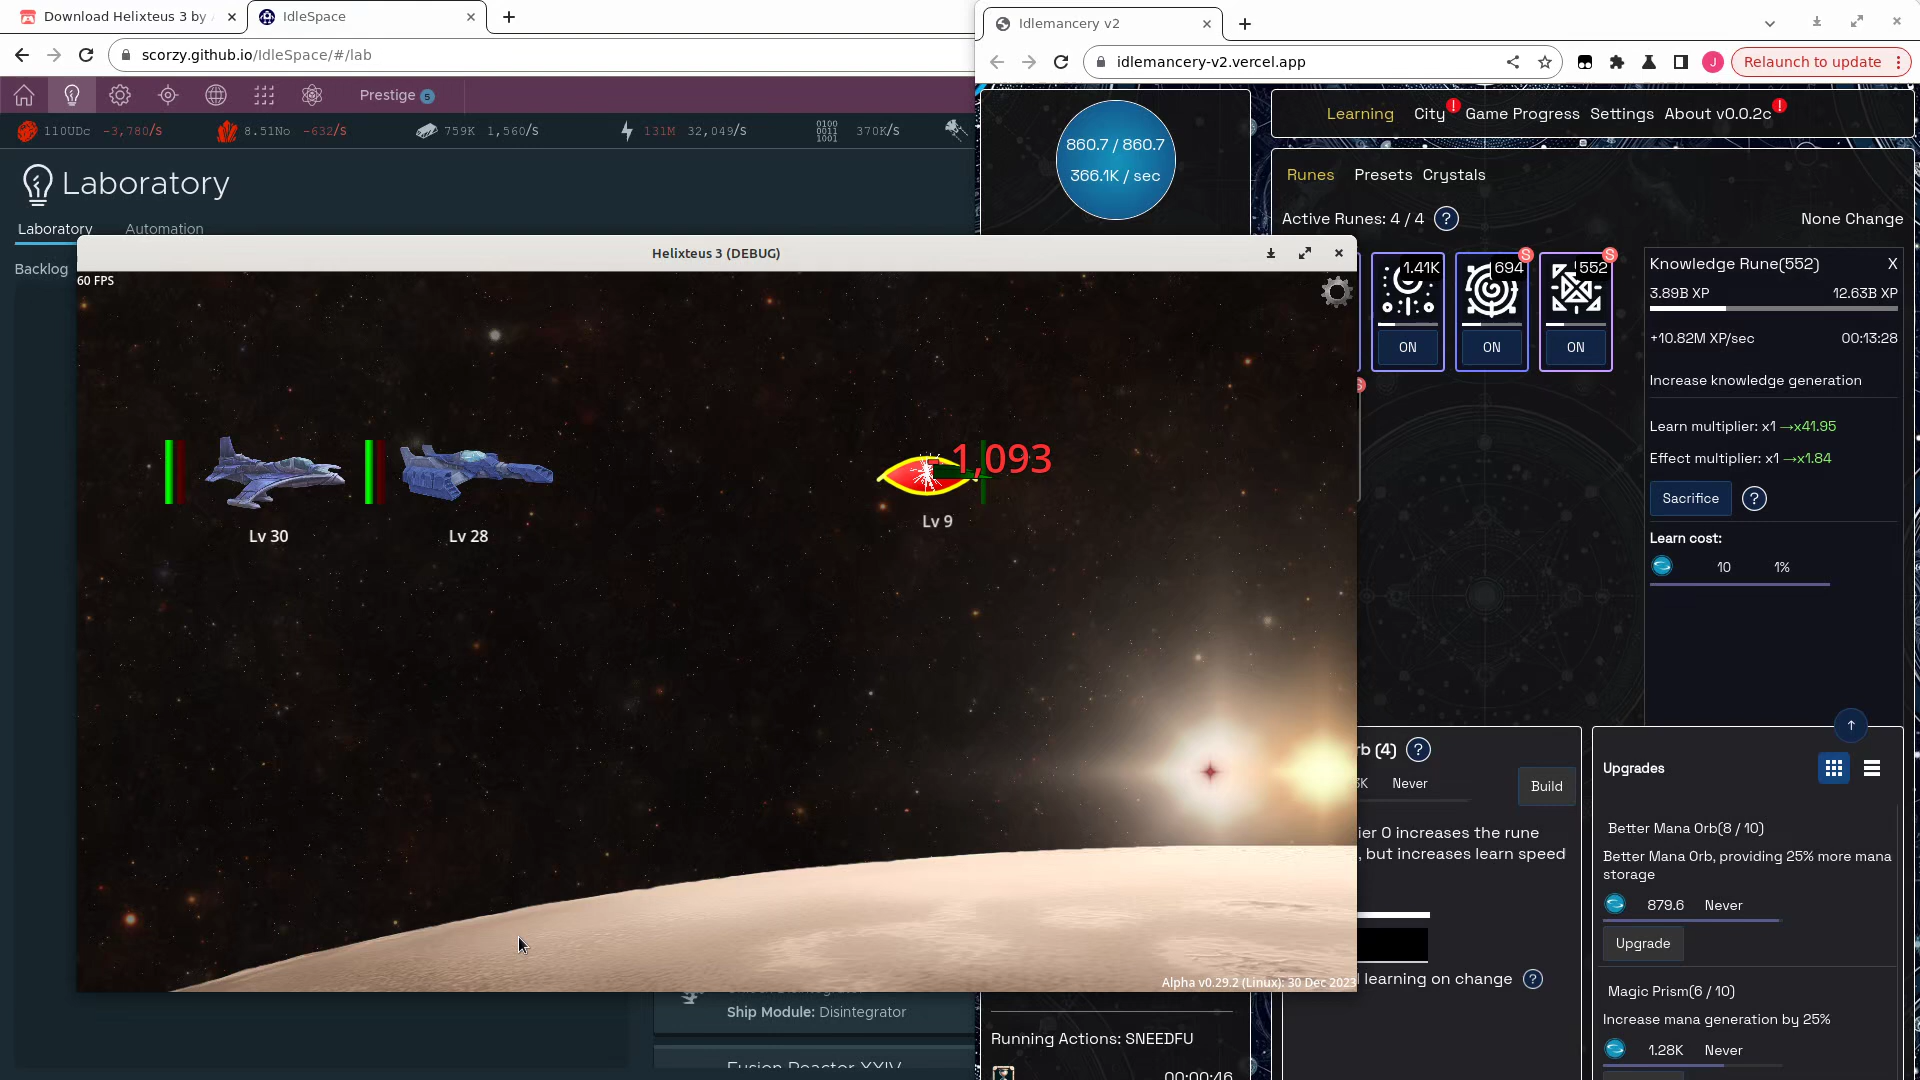 Download Helixteus 3 by
IdleSpace
scorzy.github.io/IdleSpace/#/lab
Prestige 5
110UDc -3,780/S
8.51No -632/S
759K 1,560/S
131M 32,049/S
370K/S
Laboratory
Laboratory
Automation
Backlog
Ship Module: Disintegrator
Fusion Reactor XXIV
Helixteus 3 (DEBUG)
60 FPS
Lv 30
Lv 28
1,093
Lv 9
Alpha v0.29.2 (Linux): 30 Dec 2023
Idlemancery v2
idlemancery-v2.vercel.app
J
Relaunch to update
860.7 / 860.7
366.1K / sec
Learning
City !
Game Progress
Settings
About v0.0.2c !
Runes
Presets
Crystals
Active Runes: 4 / 4 ?
None Change
1.41K
ON
S
694
ON
S
552
ON
Knowledge Rune(552)
X
3.89B XP
12.63B XP
+10.82M XP/sec
00:13:28
Increase knowledge generation
Learn multiplier: x1 →x41.95
Effect multiplier: x1 →x1.84
Sacrifice ?
Learn cost:
10 1%
rb (4) ?
Never
Build
ier 0 increases the rune
, but increases learn speed
learning on change ?
Running Actions: SNEEDFU
00:00:46
↑
Upgrades
Better Mana Orb(8 / 10)
Better Mana Orb, providing 25% more mana
storage
879.6 Never
Upgrade
Magic Prism(6 / 10)
Increase mana generation by 25%
1.28K Never